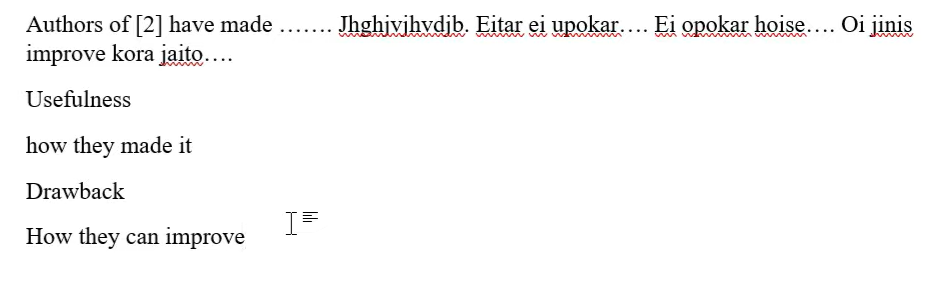 Authors of [2] have made ……. Jhghjvjhvdjb. Eitar ei upokar…. Ei opokar hoise…. Oi jinis
improve kora jaito….
Usefulness
how they made it
Drawback
How they can improve